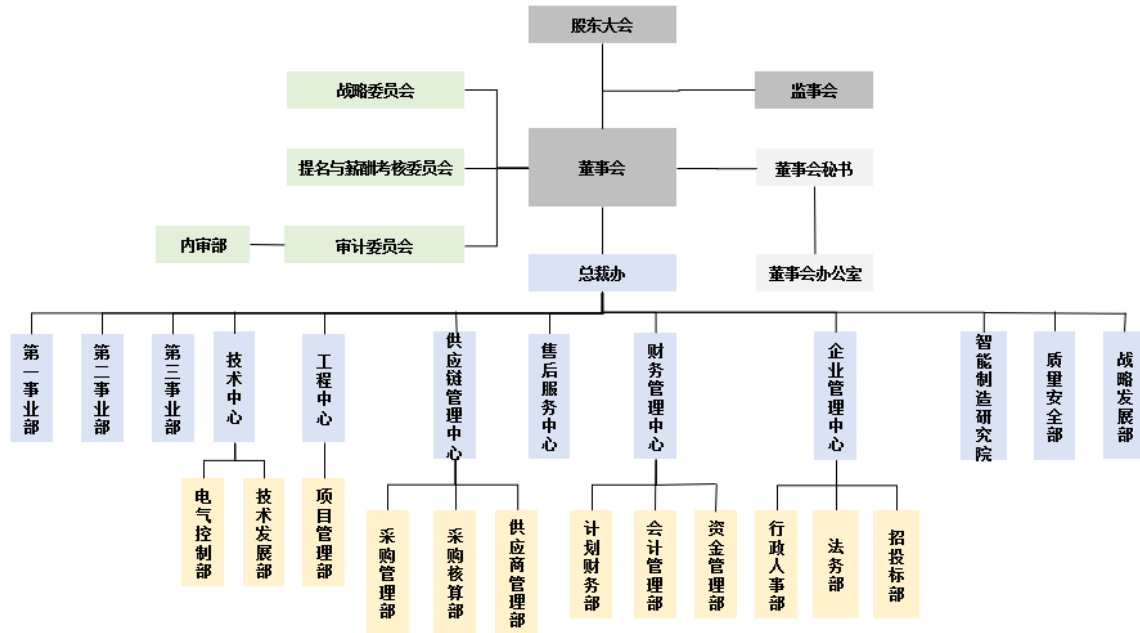 股东大会
战略委员会
监事会
提名与薪酬考核委员会
董事会
董事会秘书
内审部
审计委员会
总裁办
董事会办公室
第一事业部
第二事业部
第三事业部
技术中心
工程中心
供应链管理中心
售后服务中心
财务管理中心
企业管理中心
智能制造研究院
质量安全部
战略发展部
电气控制部
技术发展部
项目管理部
采购管理部
采购核算部
供应商管理部
计划财务部
会计管理部
资金管理部
行政人事部
法务部
招投标部